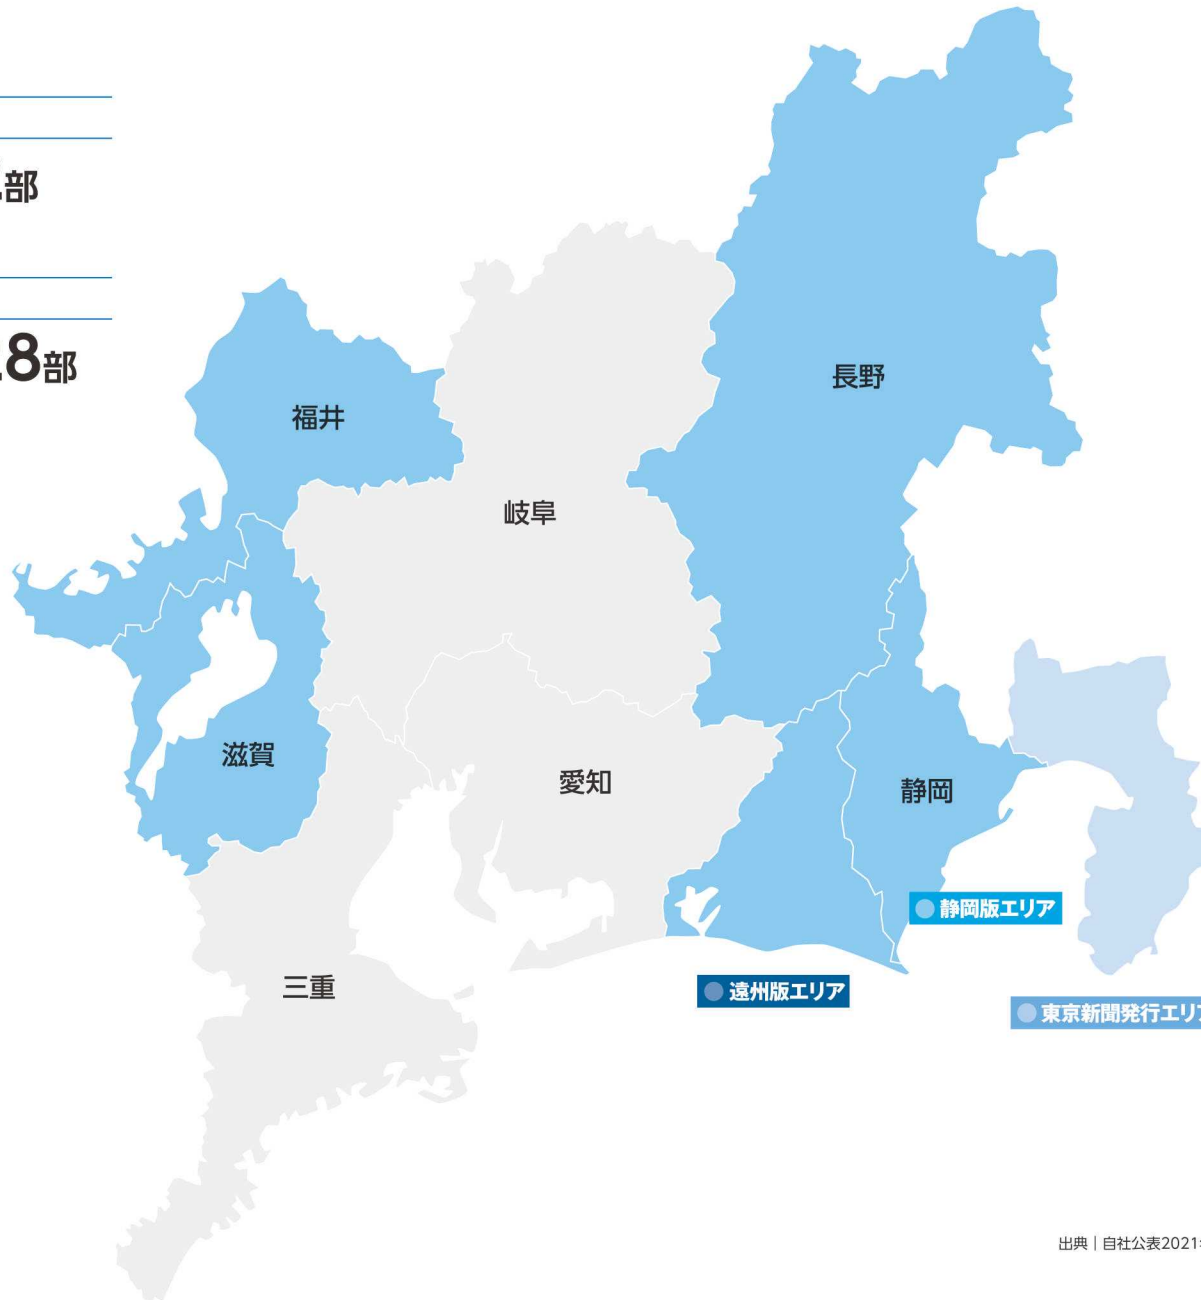 部
8部
長野
福井
岐阜
滋賀
愛知
静岡
静岡版エリア
三重
遠州版エリア
東京新聞発行エリア
出典｜自社公表2021